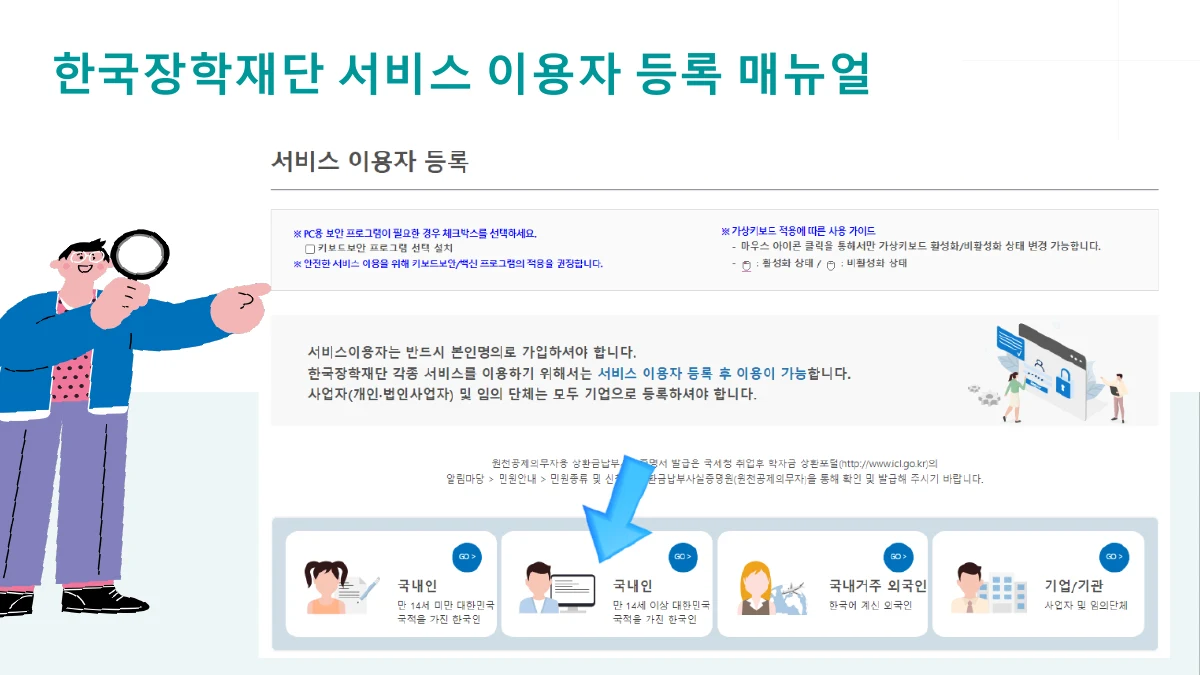 한국장학재단 서비스 이용자 등록 매뉴얼
서비스 이용자 등록
※ PC용 보안 프로그램이 필요한 경우 체크박스를 선택하세요.
키보드보안 프로그램 선택 설치
※ 안전한 서비스 이용을 위해 키보드보안/백신 프로그램의 적용을 권장합니다.
※ 가상키보드 적용에 따른 사용 가이드
- 마우스 아이콘 클릭을 통해서만 가상키보드 활성화/비활성화 상태 변경 가능합니다.
- : 활성화 상태 / : 비활성화 상태
서비스이용자는 반드시 본인명의로 가입하셔야 합니다.
한국장학재단 각종 서비스를 이용하기 위해서는 서비스 이용자 등록 후 이용이 가능합니다.
사업자(개인·법인사업자) 및 임의 단체는 모두 기업으로 등록하셔야 합니다.
원천공제의무자용 상환금납부 명서 발급은 국세청 취업후 학자금 상환포털(http://www.icl.go.kr)의
알림마당 > 민원안내 > 민원종류 및 신 환금납부사실증명원(원천공제의무자)을 통해 확인 및 발급해 주시기 바랍니다.
GO >
국내인
만 14세 미만 대한민국
국적을 가진 한국인
GO >
국내인
만 14세 이상 대한민국
국적을 가진 한국인
GO >
국내거주 외국인
한국에 계신 외국인
GO >
기업/기관
사업자 및 임의단체